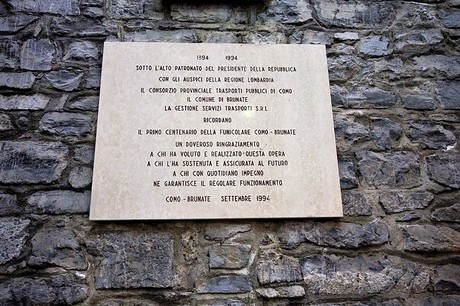 1894 1994
SOTTO L'ALTO PATRONATO DEL PRESIDENTE DELLA REPUBBLICA
CON GLI AUSPICI DELLA REGIONE LOMBARDIA
IL CONSORZIO PROVINCIALE TRASPORTI PUBBLICI DI COMO
IL COMUNE DI BRUNATE
LA GESTIONE SERVIZI TRASPORTI S.R.L.
RICORDANO
IL PRIMO CENTENARIO DELLA FUNICOLARE COMO-BRUNATE
UN DOVEROSO RINGRAZIAMENTO
A CHI HA VOLUTO E REALIZZATO QUESTA OPERA
A CHI L'HA SOSTENUTA E ASSICURATA AL FUTURO
A CHI CON QUOTIDIANO IMPEGNO
NE GARANTISCE IL REGOLARE FUNZIONAMENTO
COMO-BRUNATE SETTEMBRE 1994